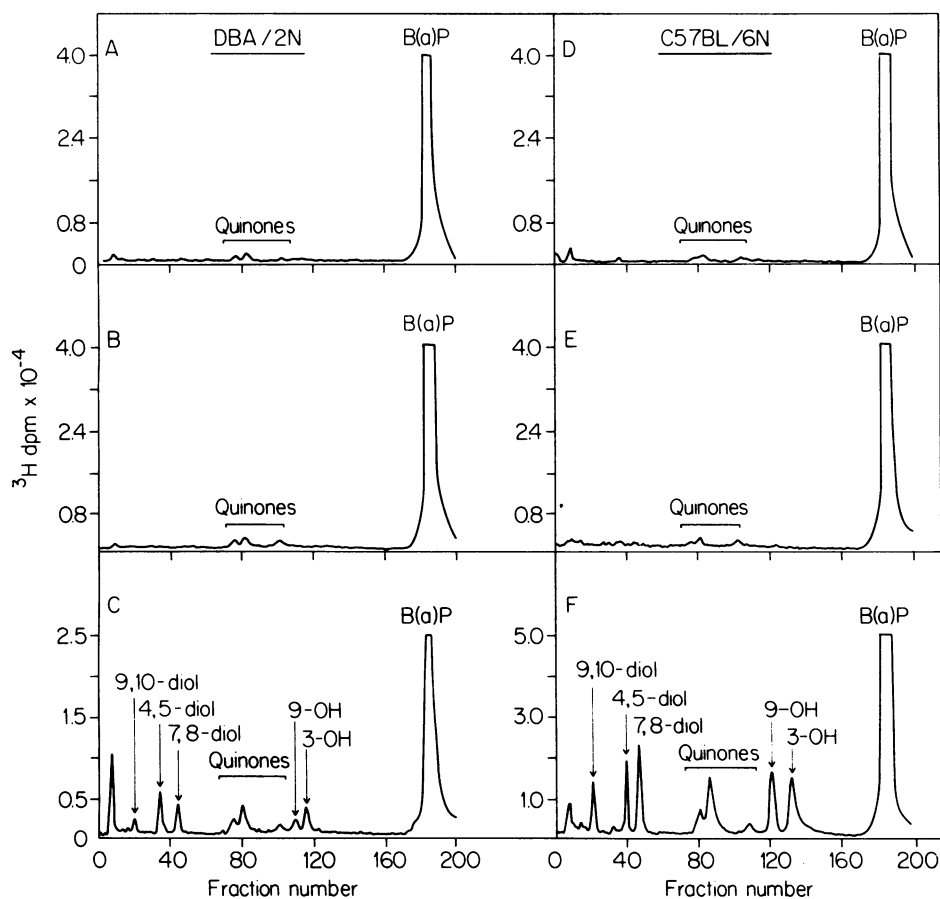 A
DBA/2N
B(a)P
4.0
2.4
0.8
0
Quinones
D
C57BL/6N
B(a)P
4.0
2.4
0.8
0
Quinones
B
B(a)P
4.0
2.4
0.8
Quinones
E
B(a)P
4.0
2.4
0.8
Quinones
³H dpm x 10⁻⁴
C
B(a)P
2.5
1.5
0.5
0
9,10-diol
4,5-diol
7,8-diol
Quinones
9-OH
3-OH
0 40 80 120 160 200
Fraction number
F
B(a)P
5.0
3.0
1.0
9,10-diol
4,5-diol
7,8-diol
Quinones
9-OH
3-OH
0 40 80 120 160 200
Fraction number